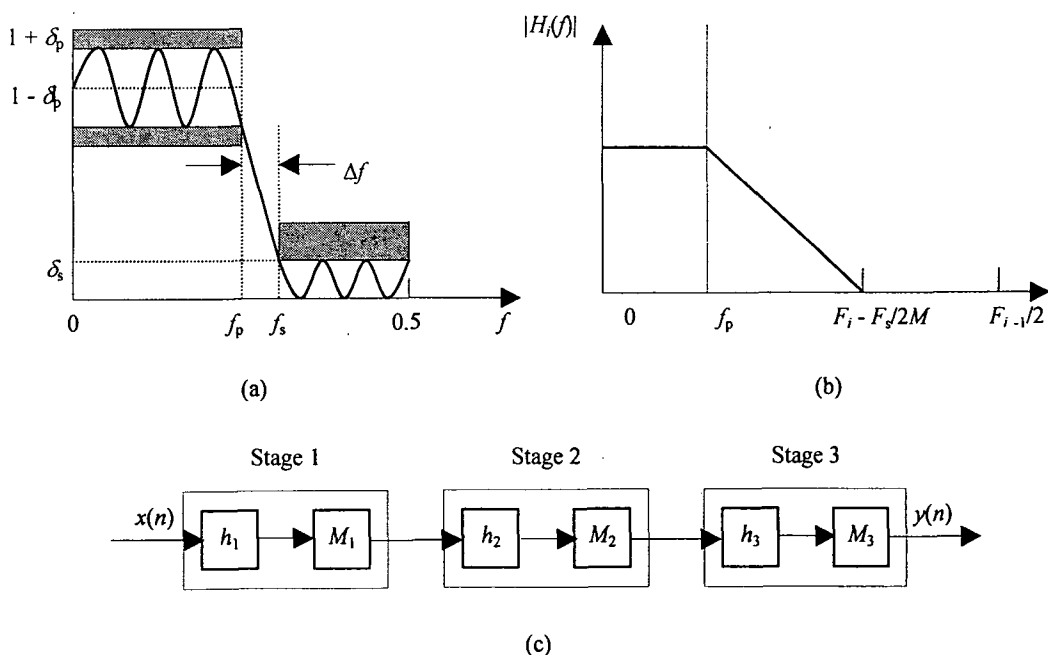 1 + δp
1 - δp
δs
Δf
0
fp
fs
0.5
f
(a)
|Hi(f)|
0
fp
Fi - Fs/2M
Fi-1/2
(b)
Stage 1
Stage 2
Stage 3
x(n)
h1
M1
h2
M2
h3
M3
y(n)
(c)